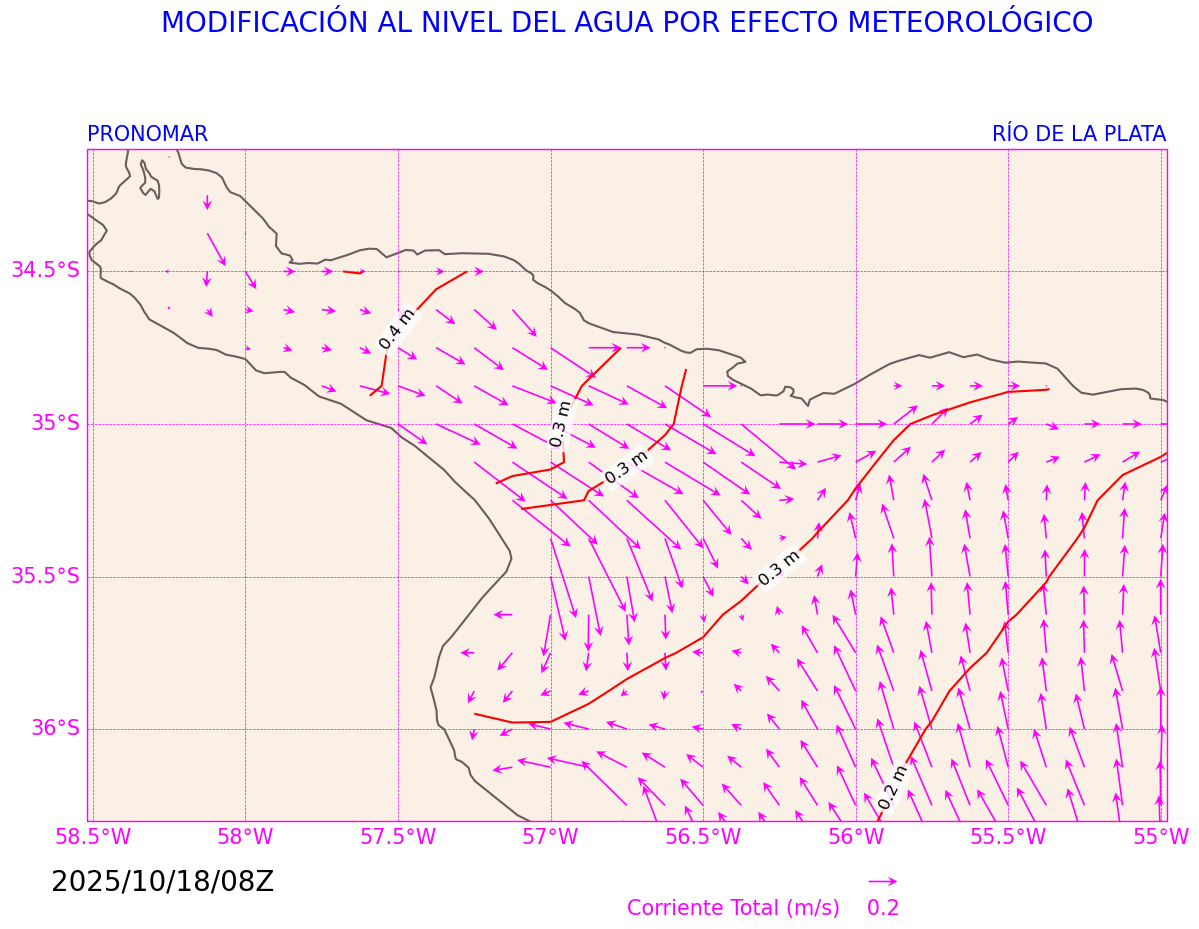 MODIFICACIÓN AL NIVEL DEL AGUA POR EFECTO METEOROLÓGICO
PRONOMAR
RÍO DE LA PLATA
34.5°S
0.4 m
35°S
0.3 m
0.3 m
35.5°S
0.3 m
36°S
0.2 m
58.5°W
58°W
57.5°W
57°W
56.5°W
56°W
55.5°W
55°W
2025/10/18/08Z
Corriente Total (m/s)
0.2